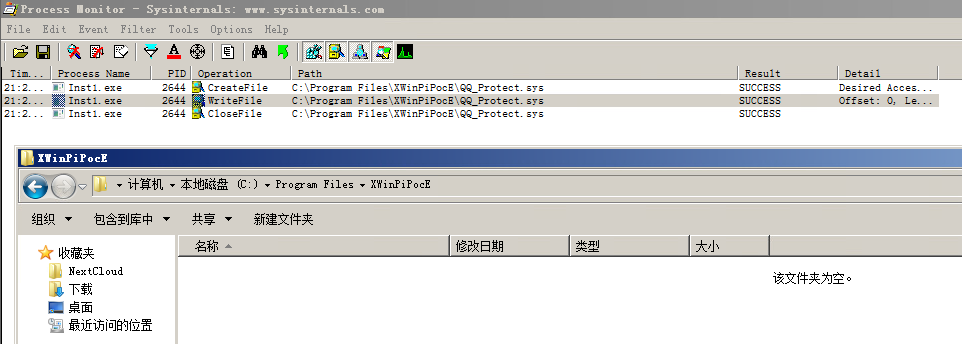 Process Monitor - Sysinternals: www.sysinternals.com
File Edit Event Filter Tools Options Help
Tim... Process Name PID Operation Path Result Detail
21:2... Inst1.exe 2644 CreateFile C:\Program Files\XWinPiPocE\QQ_Protect.sys SUCCESS Desired Acces...
21:2... Inst1.exe 2644 WriteFile C:\Program Files\XWinPiPocE\QQ_Protect.sys SUCCESS Offset: 0, Le...
21:2... Inst1.exe 2644 CloseFile C:\Program Files\XWinPiPocE\QQ_Protect.sys SUCCESS
XWinPiPocE
计算机 本地磁盘 (C:) Program Files XWinPiPocE
组织 包含到库中 共享 新建文件夹
收藏夹
NextCloud
下载
桌面
最近访问的位置
名称 修改日期 类型 大小
该文件夹为空。